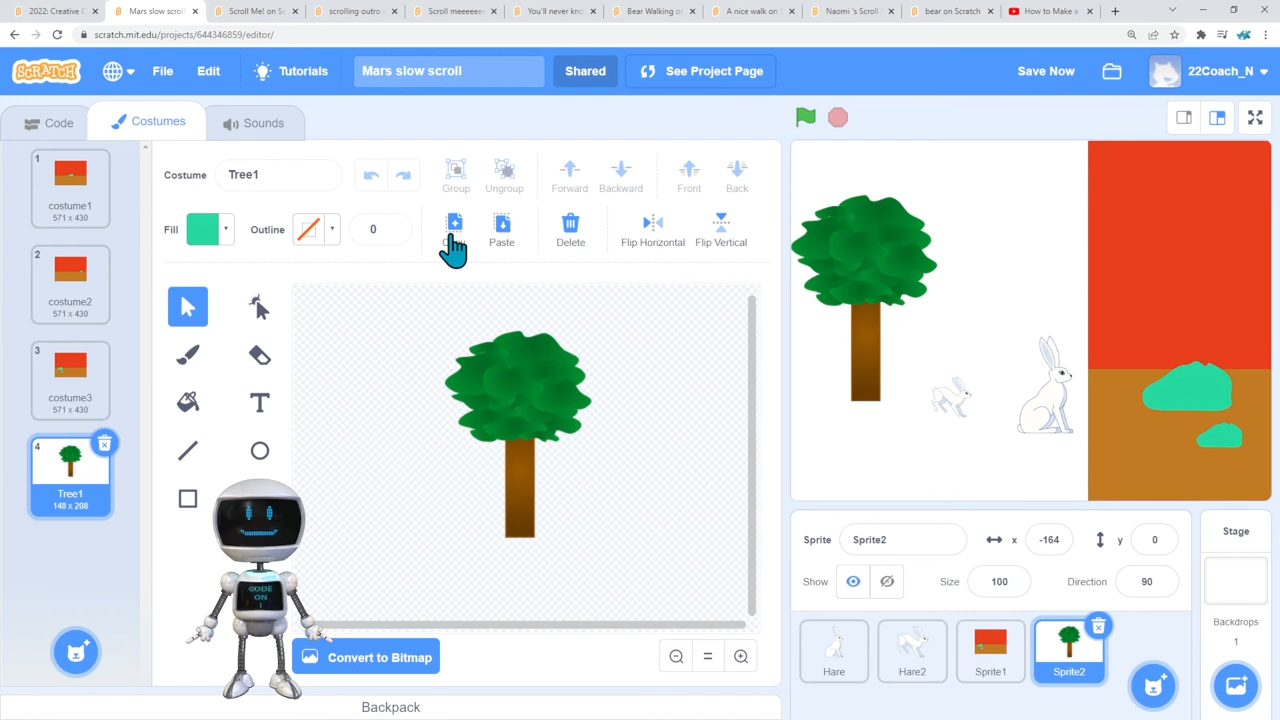 2022: Creative C
Mars slow scroll
Scroll Me! on Sc
scrolling outro o
Scroll meeeeee
You'll never kno
Bear Walking on
A nice walk on S
Naomi 's Scroll
bear on Scratch
How to Make a
scratch.mit.edu/projects/644346859/editor/
SCRATCH
File
Edit
Tutorials
Mars slow scroll
Shared
See Project Page
Save Now
22Coach_N
Code
Costumes
Sounds
1
costume1
571 x 430
2
costume2
571 x 430
3
costume3
571 x 430
4
Tree1
148 x 208
Costume
Tree1
Group
Ungroup
Forward
Backward
Front
Back
Fill
Outline
0
Paste
Delete
Flip Horizontal
Flip Vertical
CODE
ON
!
Convert to Bitmap
Backpack
Sprite
Sprite2
x
-164
y
0
Show
Size
100
Direction
90
Hare
Hare2
Sprite1
Sprite2
Stage
Backdrops
1